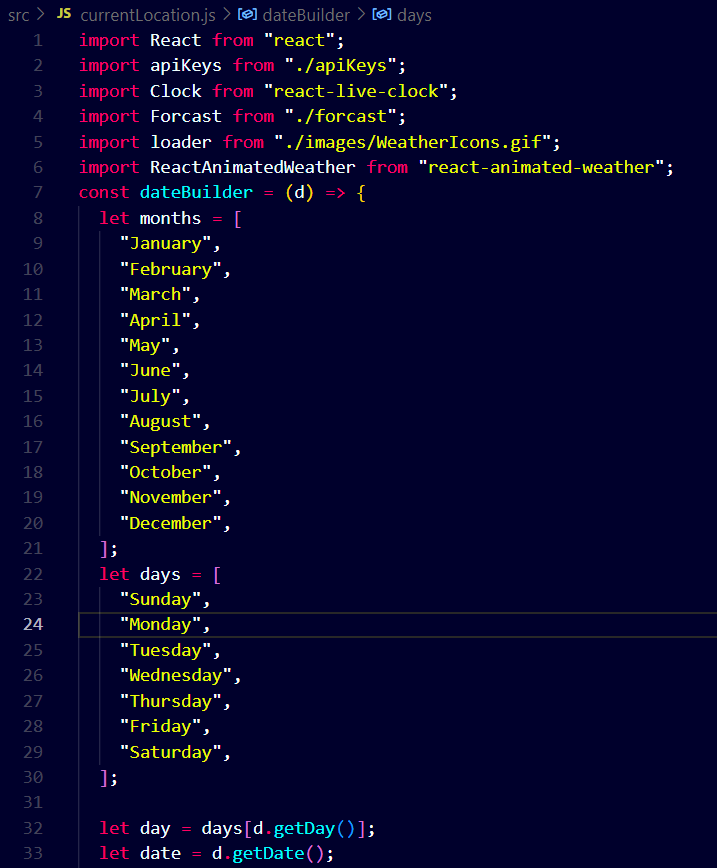 src > JS currentLocation.js > dateBuilder > days
1 import React from "react";
2 import apiKeys from "./apiKeys";
3 import Clock from "react-live-clock";
4 import Forcast from "./forcast";
5 import loader from "./images/WeatherIcons.gif";
6 import ReactAnimatedWeather from "react-animated-weather";
7 const dateBuilder = (d) => {
8   let months = [
9     "January",
10     "February",
11     "March",
12     "April",
13     "May",
14     "June",
15     "July",
16     "August",
17     "September",
18     "October",
19     "November",
20     "December",
21   ];
22   let days = [
23     "Sunday",
24     "Monday",
25     "Tuesday",
26     "Wednesday",
27     "Thursday",
28     "Friday",
29     "Saturday",
30   ];
31
32   let day = days[d.getDay()];
33   let date = d.getDate();